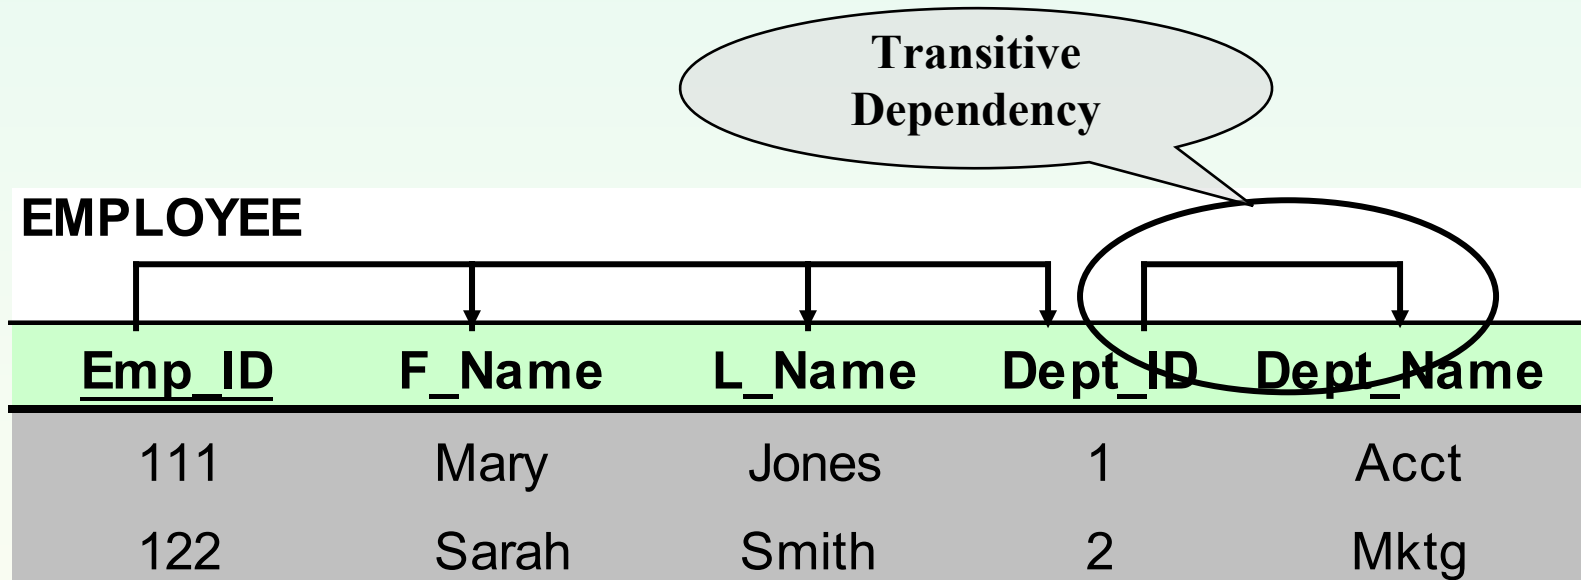 Transitive
Dependency
EMPLOYEE
Emp_ID F_Name L_Name Dept_ID Dept_Name
111 Mary Jones 1 Acct
122 Sarah Smith 2 Mktg